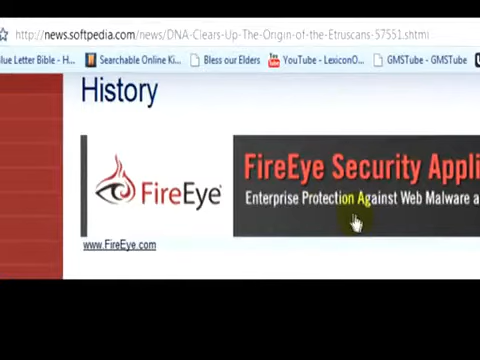 http://news.softpedia.com/news/DNA-Clears-Up-The-Origin-of-the-Etruscans-57551.shtml
lue Letter Bible - H... Searchable Online Ki... Bless our Elders YouTube - LexiconO... GMSTube GMSTube - Upload
History
FireEye
FireEye Security Appli
Enterprise Protection Against Web Malware a
www.FireEye.com